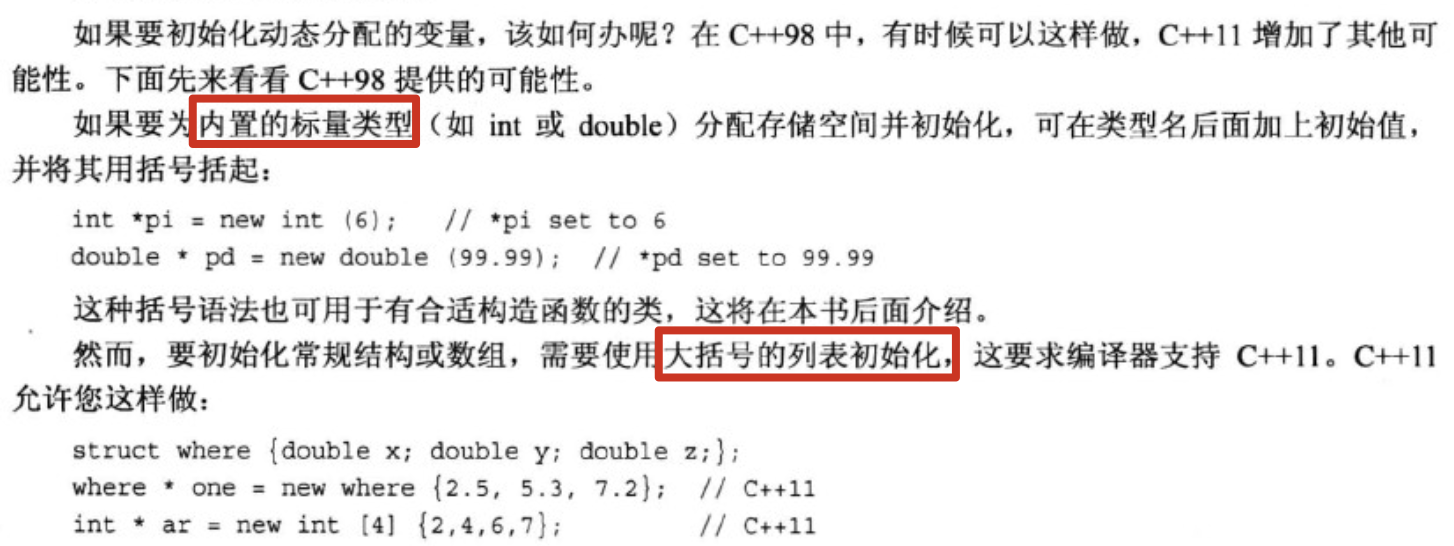 如果要初始化动态分配的变量，该如何办呢？在 C++98 中，有时候可以这样做，C++11 增加了其他可
能性。下面先来看看 C++98 提供的可能性。
如果要为内置的标量类型（如 int 或 double）分配存储空间并初始化，可在类型名后面加上初始值，
并将其用括号括起：
int *pi = new int (6);   // *pi set to 6
double * pd = new double (99.99);  // *pd set to 99.99
这种括号语法也可用于有合适构造函数的类，这将在本书后面介绍。
然而，要初始化常规结构或数组，需要使用大括号的列表初始化，这要求编译器支持 C++11。C++11
允许您这样做：
struct where {double x; double y; double z;};
where * one = new where {2.5, 5.3, 7.2};  // C++11
int * ar = new int [4] {2,4,6,7};         // C++11